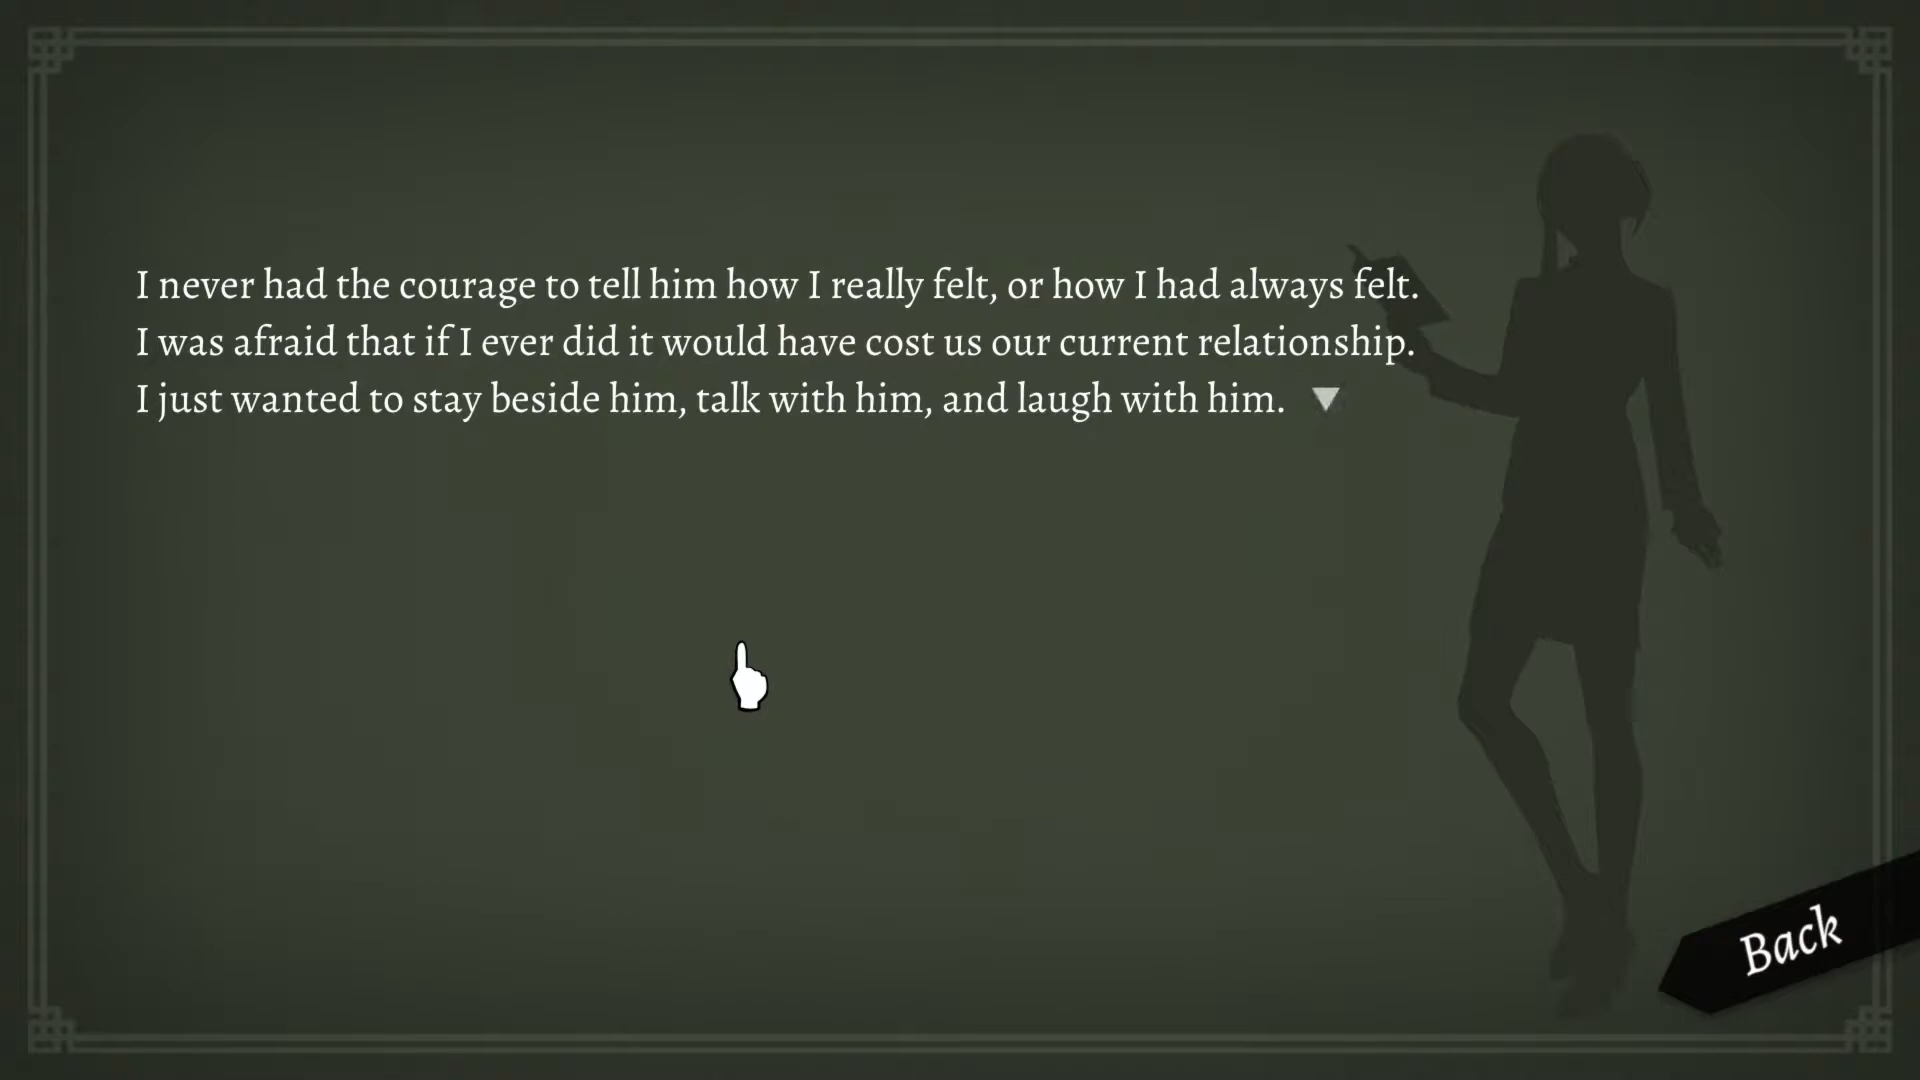 I never had the courage to tell him how I really felt, or how I had always felt.
I was afraid that if I ever did it would have cost us our current relationship.
I just wanted to stay beside him, talk with him, and laugh with him.
Back